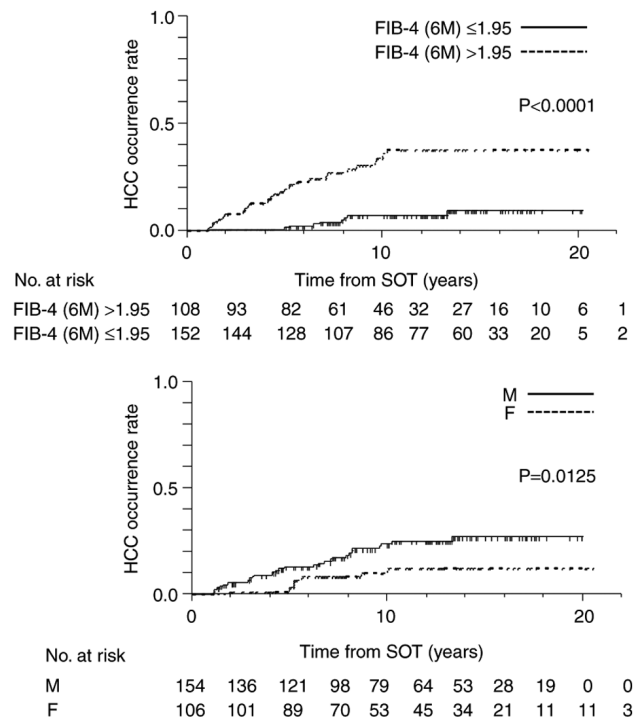 1.0
FIB-4 (6M) ≤1.95
FIB-4 (6M) >1.95
P<0.0001
HCC occurrence rate
0.5
0.0
0 10 20
No. at risk Time from SOT (years)
FIB-4 (6M) >1.95 108 93 82 61 46 32 27 16 10 6 1
FIB-4 (6M) ≤1.95 152 144 128 107 86 77 60 33 20 5 2
1.0
M
F
P=0.0125
HCC occurrence rate
0.5
0.0
0 10 20
No. at risk Time from SOT (years)
M 154 136 121 98 79 64 53 28 19 0 0
F 106 101 89 70 53 45 34 21 11 11 3